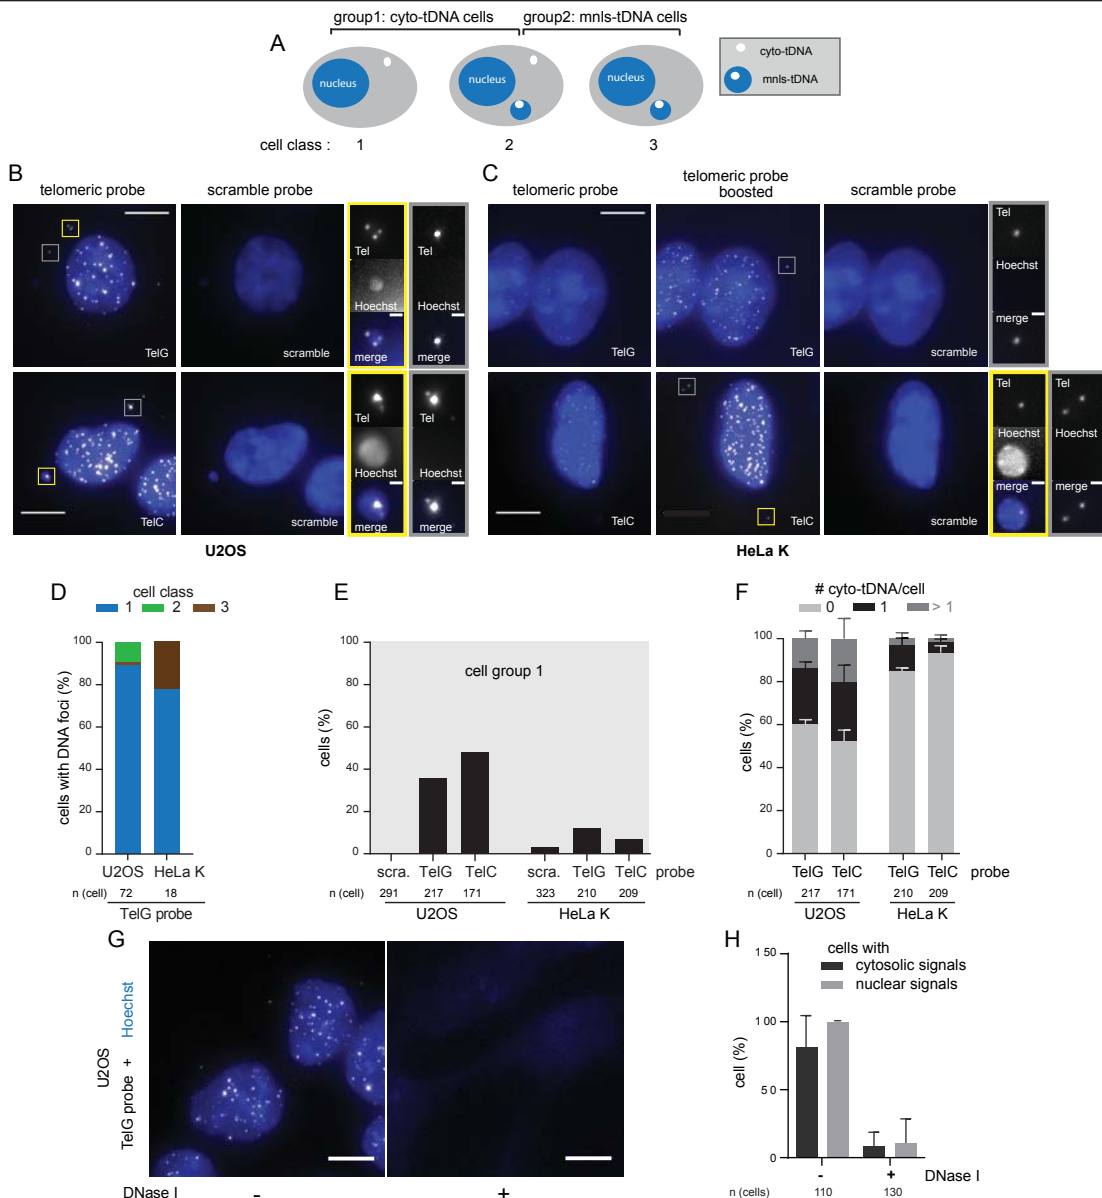 A
group1: cyto-tDNA cells
group2: mnls-tDNA cells
nucleus
nucleus
nucleus
cyto-tDNA
mnls-tDNA
cell class :
1
2
3
B
telomeric probe
scramble probe
TelG
scramble
Tel
Hoechst
merge
Tel
Hoechst
merge
TelC
scramble
Tel
Hoechst
merge
Tel
Hoechst
merge
U2OS
C
telomeric probe
telomeric probe
boosted
scramble probe
TelG
TelG
scramble
Tel
Hoechst
merge
TelC
TelC
scramble
Tel
Hoechst
merge
Tel
Hoechst
merge
HeLa K
D
cell class
1
2
3
cells with DNA foci (%)
100
80
60
40
20
0
U2OS HeLa K
n (cell) 72 18
TelG probe
E
cell group 1
cells (%)
100
80
60
40
20
0
scra. TelG TelC scra. TelG TelC probe
n (cell) 291 217 171 323 210 209
U2OS HeLa K
F
# cyto-tDNA/cell
0
1
> 1
cells (%)
100
80
60
40
20
0
TelG TelC TelG TelC probe
n (cell) 217 171 210 209
U2OS HeLa K
G
U2OS
TelG probe + Hoechst
DNase I - +
H
cells with
cytosolic signals
nuclear signals
cell (%)
150
100
50
0
- + DNase I
n (cells) 110 130